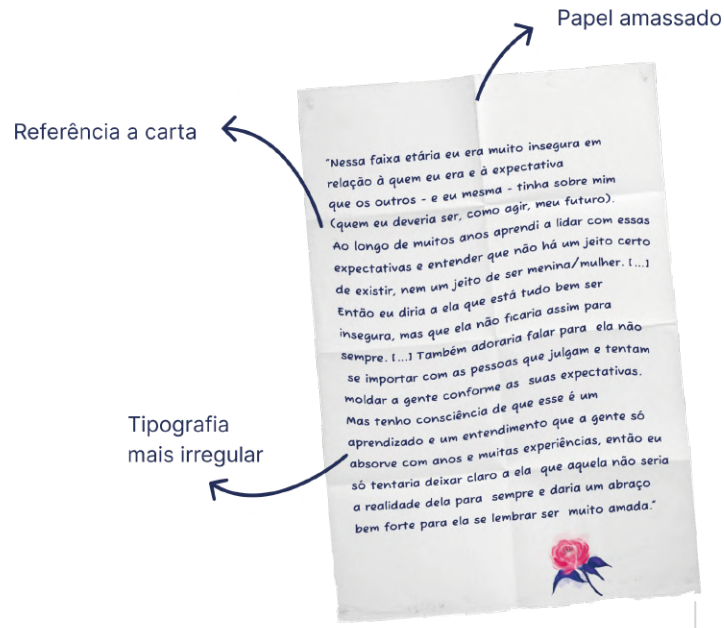 Papel amassado
Referência a carta
"Nessa faixa etária eu era muito insegura em
relação à quem eu era e à expectativa
que os outros - e eu mesma - tinha sobre mim
(quem eu deveria ser, como agir, meu futuro).
Ao longo de muitos anos aprendi a lidar com essas
expectativas e entender que não há um jeito certo
de existir, nem um jeito de ser menina/mulher. [...]
Então eu diria a ela que está tudo bem ser
insegura, mas que ela não ficaria assim para
sempre. [...] Também adoraria falar para ela não
se importar com as pessoas que julgam e tentam
moldar a gente conforme as suas expectativas.
Mas tenho consciência de que esse é um
aprendizado e um entendimento que a gente só
absorve com anos e muitas experiências, então eu
só tentaria deixar claro a ela que aquela não seria
a realidade dela para sempre e daria um abraço
bem forte para ela se lembrar ser muito amada."
Tipografia
mais irregular